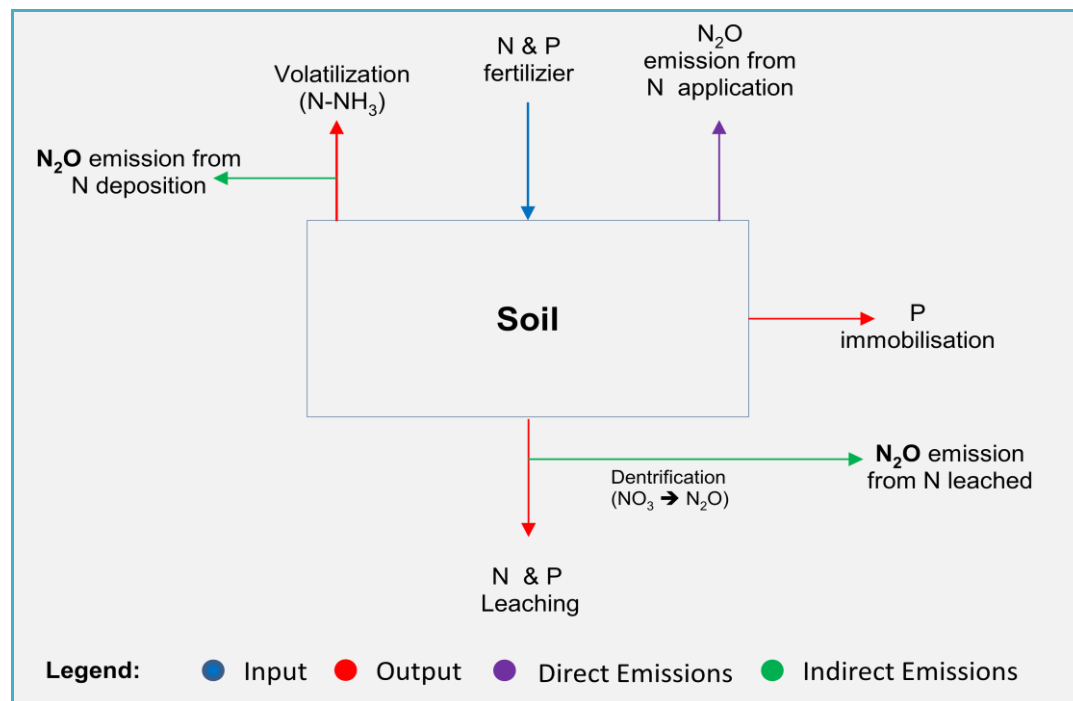 N & P
fertilizier
N₂O
emission from
N application
Volatilization
(N-NH₃)
N₂O emission from
N deposition
Soil
P
immobilisation
N₂O emission
from N leached
Dentrification
(NO₃ ➔ N₂O)
N & P
Leaching
Legend: Input Output Direct Emissions Indirect Emissions